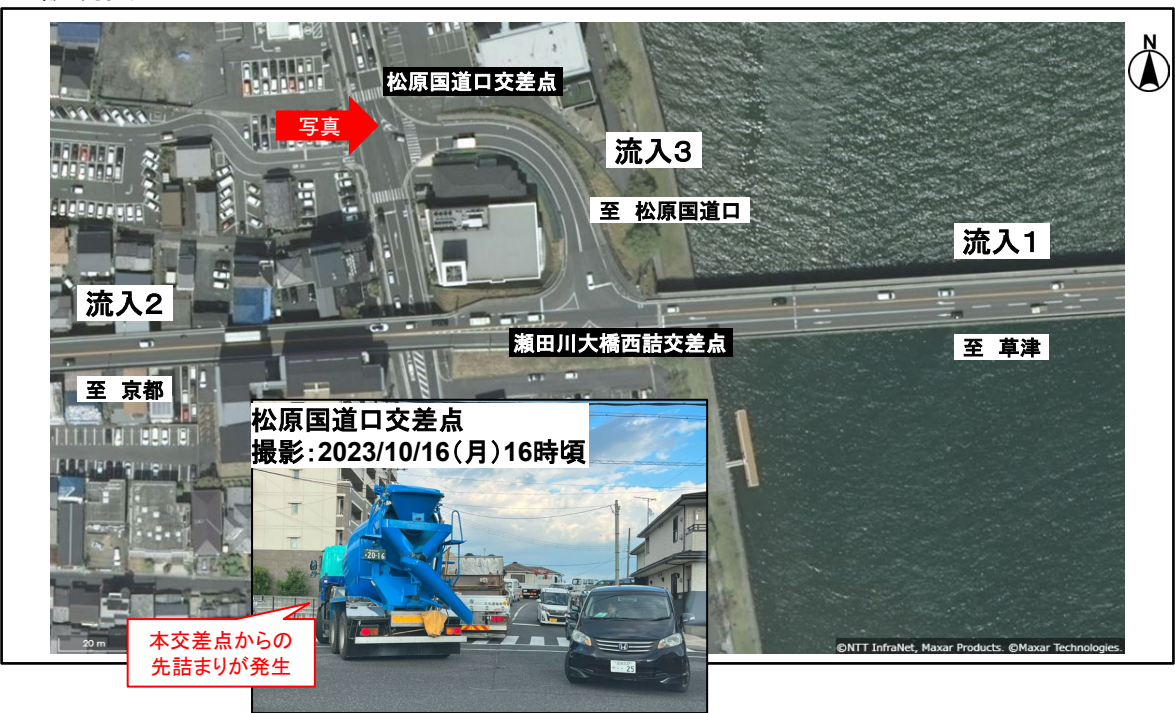 N
松原国道口交差点
写真
流入3
至 松原国道口
流入1
流入2
瀬田川大橋西詰交差点
至 草津
至 京都
松原国道口交差点
撮影:2023/10/16(月)16時頃
・20-16
・・25
本交差点からの
先詰まりが発生
20 m
©NTT InfraNet, Maxar Products. ©Maxar Technologies.